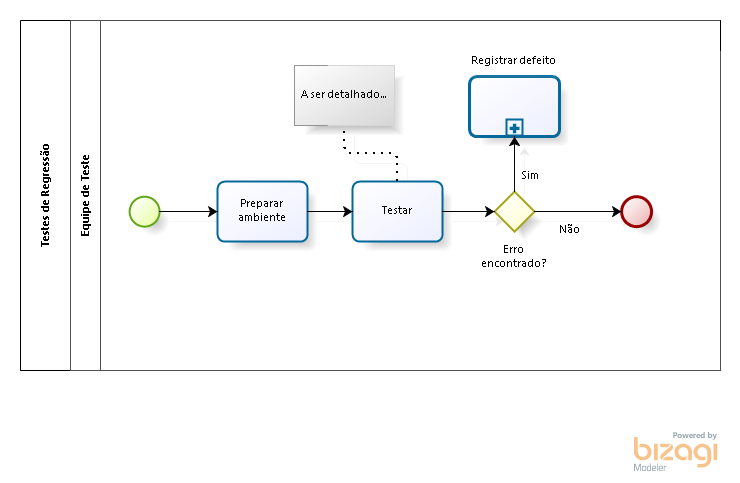 Testes de Regressão
Equipe de Teste
Registrar defeito
A ser detalhado...
Sim
Preparar
ambiente
Testar
Não
Erro
encontrado?
Powered by
bizagi
Modeler